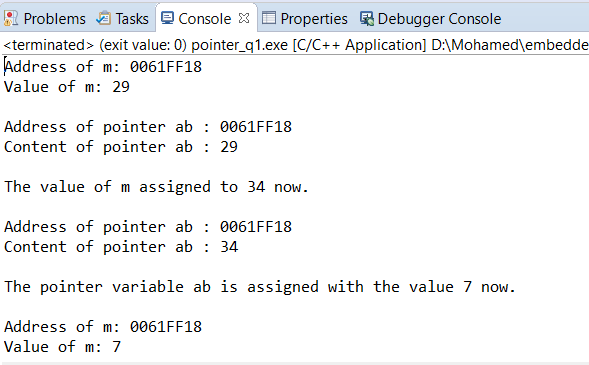 Problems Tasks Console Properties Debugger Console
<terminated> (exit value: 0) pointer_q1.exe [C/C++ Application] D:\Mohamed\embedde
Address of m: 0061FF18
Value of m: 29
Address of pointer ab : 0061FF18
Content of pointer ab : 29
The value of m assigned to 34 now.
Address of pointer ab : 0061FF18
Content of pointer ab : 34
The pointer variable ab is assigned with the value 7 now.
Address of m: 0061FF18
Value of m: 7